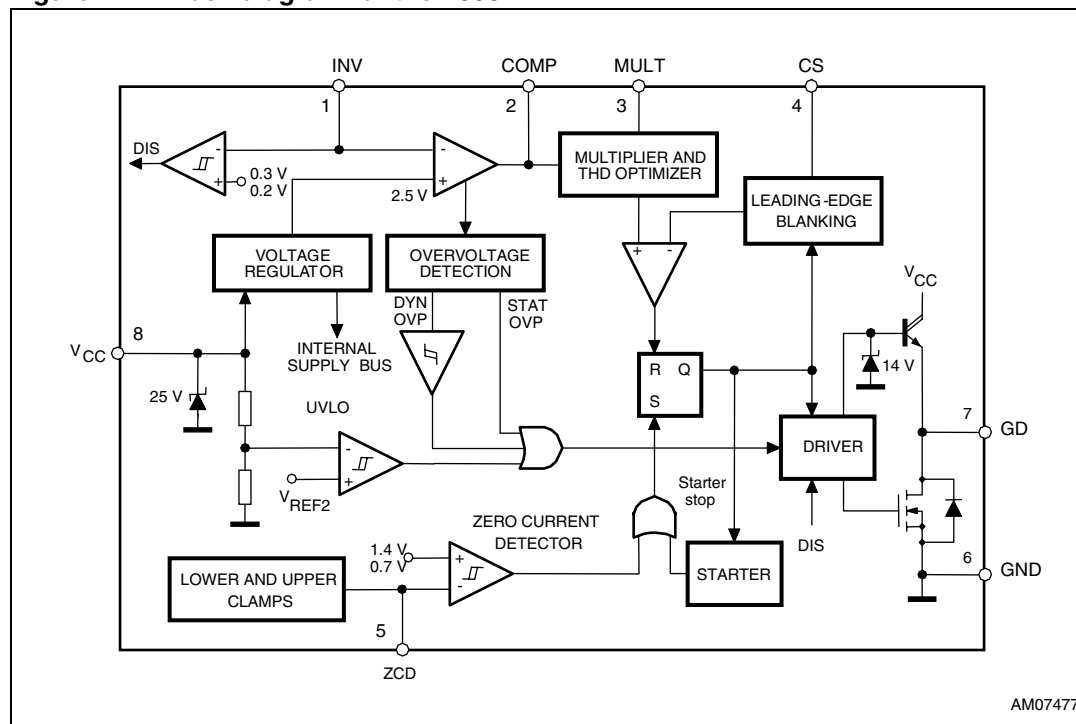 INV
COMP
MULT
CS
1
2
3
4
DIS
-
+
0.3 V
0.2 V
-
+
2.5 V
MULTIPLIER AND
THD OPTIMIZER
LEADING-EDGE
BLANKING
VOLTAGE
REGULATOR
OVERVOLTAGE
DETECTION
+
-
DYN
OVP
STAT
OVP
VCC
8
VCC
INTERNAL
SUPPLY BUS
25 V
UVLO
R Q
S
14 V
7
GD
-
+
VREF2
DRIVER
Starter
stop
ZERO CURRENT
DETECTOR
DIS
6
GND
1.4 V
0.7 V
+
-
LOWER AND UPPER
CLAMPS
STARTER
5
ZCD
AM07477